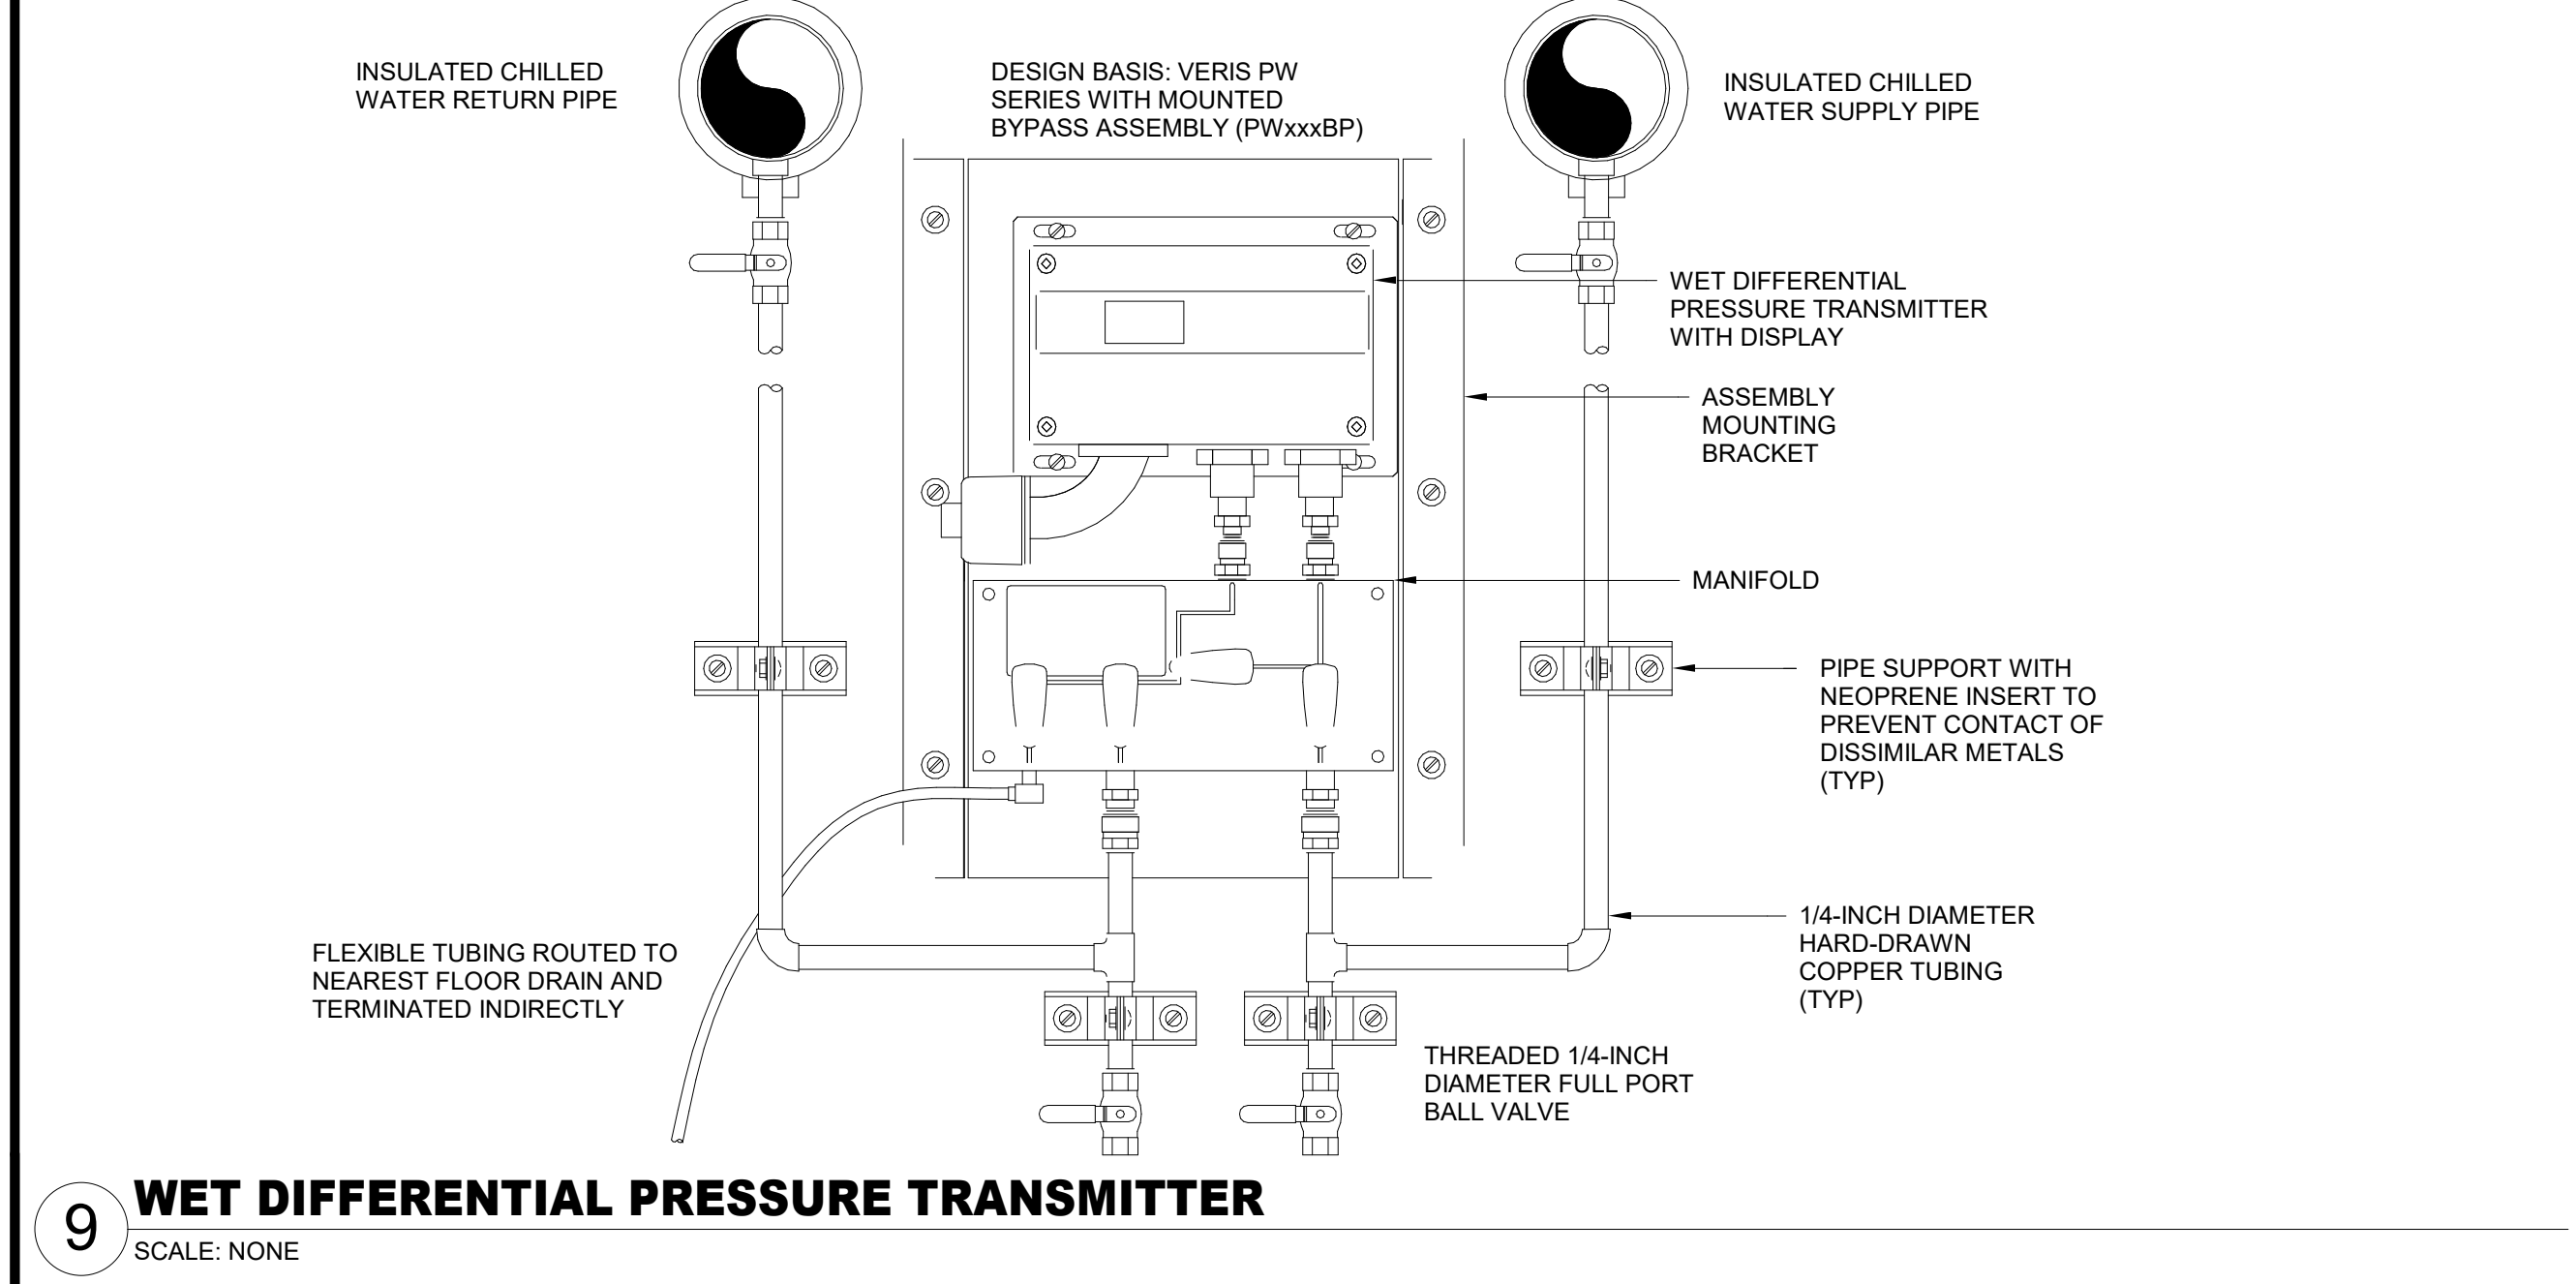 INSULATED CHILLED
WATER RETURN PIPE
DESIGN BASIS: VERIS PW
SERIES WITH MOUNTED
BYPASS ASSEMBLY (PWxxxBP)
INSULATED CHILLED
WATER SUPPLY PIPE
WET DIFFERENTIAL
PRESSURE TRANSMITTER
WITH DISPLAY
ASSEMBLY
MOUNTING
BRACKET
MANIFOLD
PIPE SUPPORT WITH
NEOPRENE INSERT TO
PREVENT CONTACT OF
DISSIMILAR METALS
(TYP)
1/4-INCH DIAMETER
HARD-DRAWN
COPPER TUBING
(TYP)
FLEXIBLE TUBING ROUTED TO
NEAREST FLOOR DRAIN AND
TERMINATED INDIRECTLY
THREADED 1/4-INCH
DIAMETER FULL PORT
BALL VALVE
9 WET DIFFERENTIAL PRESSURE TRANSMITTER
SCALE: NONE